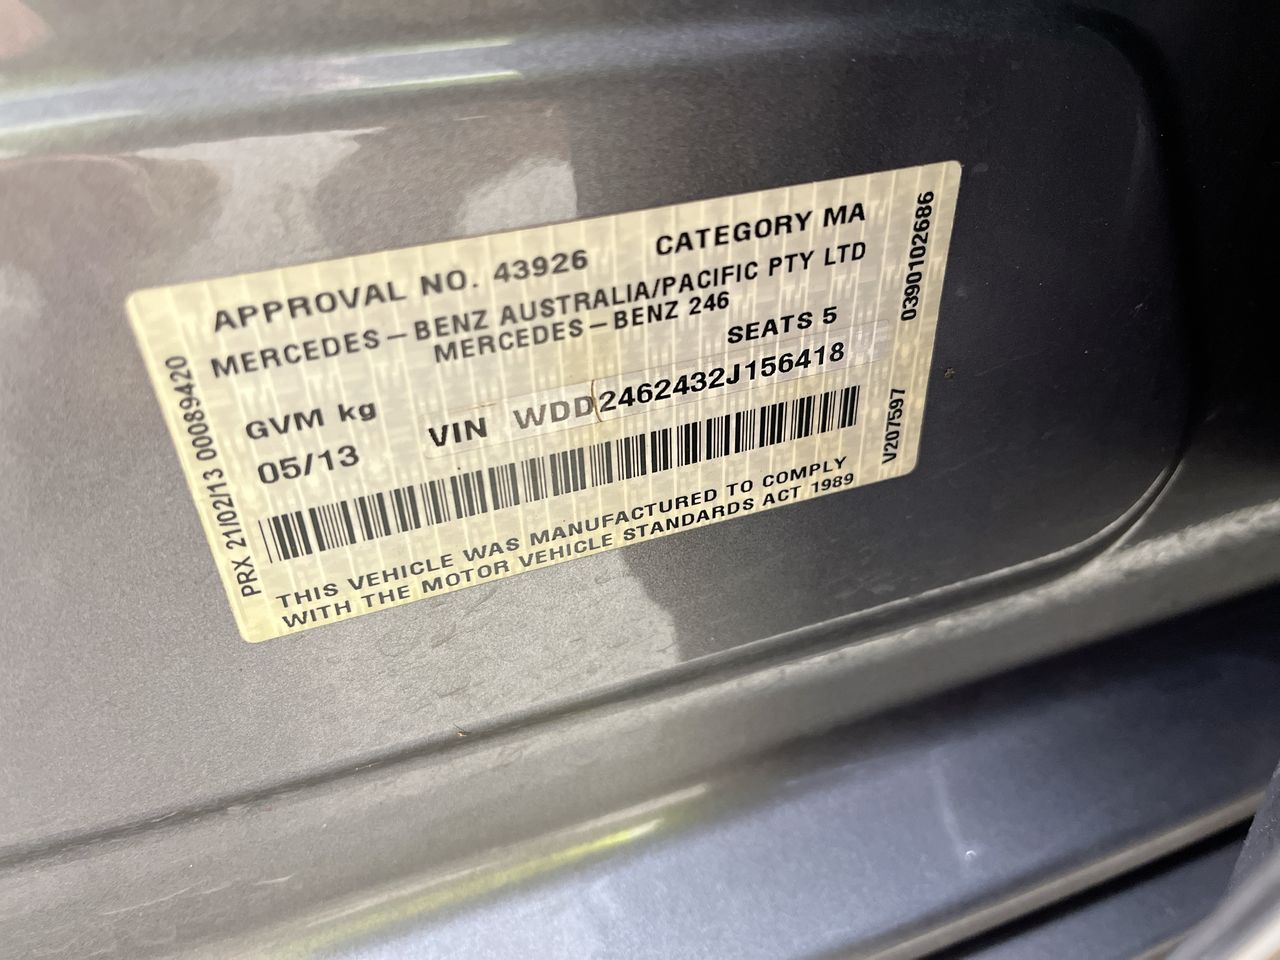 APPROVAL NO. 43926 CATEGORY MA
MERCEDES-BENZ AUSTRALIA/PACIFIC PTY LTD
MERCEDES-BENZ 246
SEATS 5
GVM kg
VIN WDD2462432J156418
05/13
THIS VEHICLE WAS MANUFACTURED TO COMPLY
WITH THE MOTOR VEHICLE STANDARDS ACT 1989
PRX 21/02/13 00089420
0390102686
V207597